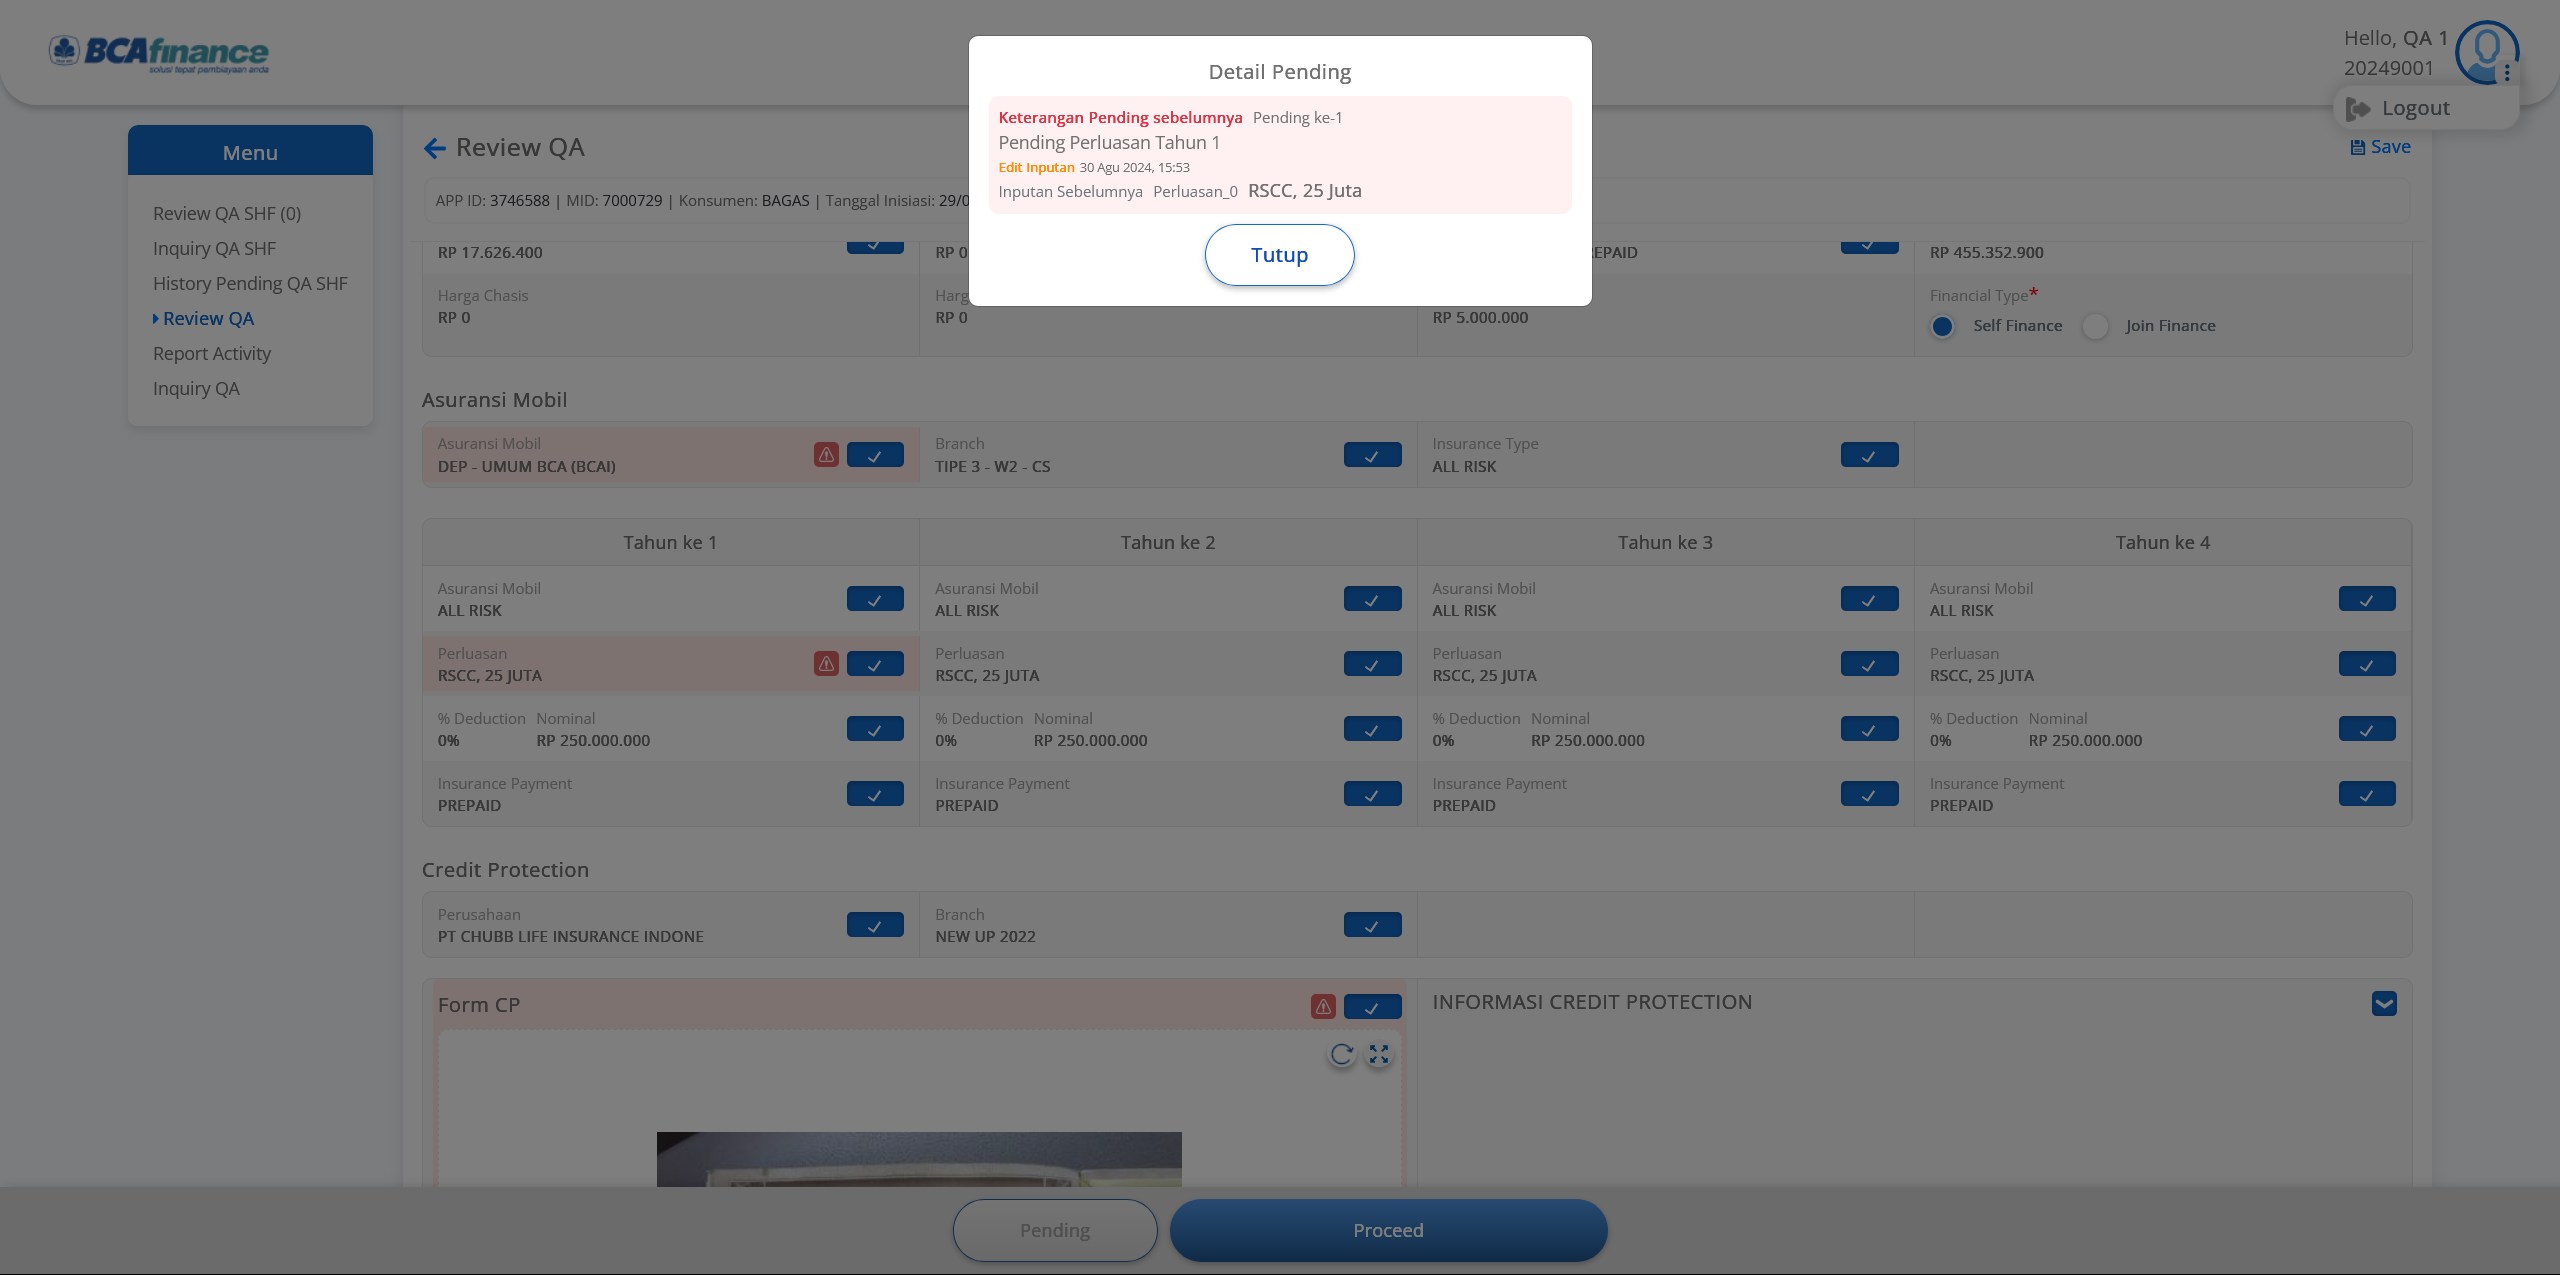 BCA finance
solusi tepat pembiayaan anda
Hello, QA 1
20249001
Logout
Menu
Review QA SHF (0)
Inquiry QA SHF
History Pending QA SHF
Review QA
Report Activity
Inquiry QA
Review QA
Save
APP ID: 3746588 | MID: 7000729 | Konsumen: BAGAS | Tanggal Inisiasi: 29/0
Detail Pending
Keterangan Pending sebelumnya Pending ke-1
Pending Perluasan Tahun 1
Edit Inputan 30 Agu 2024, 15:53
Inputan Sebelumnya Perluasan_0 RSCC, 25 Juta
Tutup
RP 17.626.400 RP 0 RP 455.352.900
Harga Chasis Financial Type*
RP 0 RP 0 RP 5.000.000 Self Finance Join Finance
Asuransi Mobil
Asuransi Mobil Branch Insurance Type
DEP - UMUM BCA (BCAI) TIPE 3 - W2 - CS ALL RISK
Tahun ke 1 Tahun ke 2 Tahun ke 3 Tahun ke 4
Asuransi Mobil Asuransi Mobil Asuransi Mobil Asuransi Mobil
ALL RISK ALL RISK ALL RISK ALL RISK
Perluasan Perluasan Perluasan Perluasan
RSCC, 25 JUTA RSCC, 25 JUTA RSCC, 25 JUTA RSCC, 25 JUTA
% Deduction Nominal % Deduction Nominal % Deduction Nominal % Deduction Nominal
0% RP 250.000.000 0% RP 250.000.000 0% RP 250.000.000 0% RP 250.000.000
Insurance Payment Insurance Payment Insurance Payment Insurance Payment
PREPAID PREPAID PREPAID PREPAID
Credit Protection
Perusahaan Branch
PT CHUBB LIFE INSURANCE INDONE NEW UP 2022
Form CP INFORMASI CREDIT PROTECTION
Pending Proceed